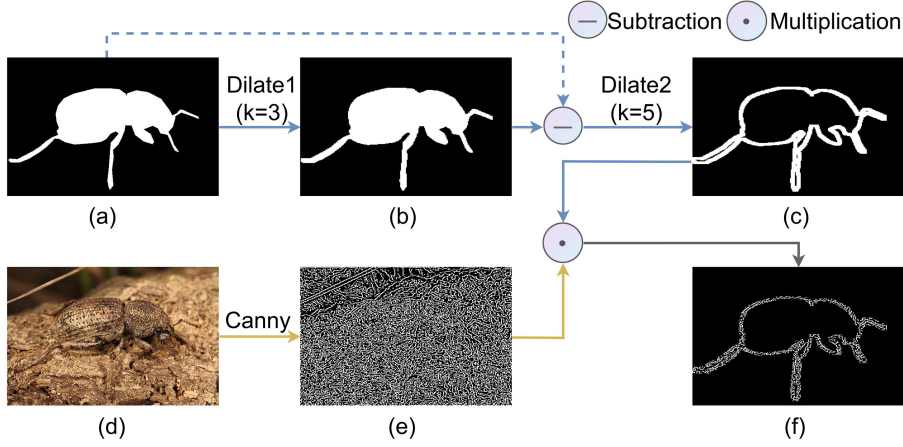 Subtraction
Multiplication
Dilate1
(k=3)
Dilate2
(k=5)
(a)
(b)
(c)
Canny
(d)
(e)
(f)